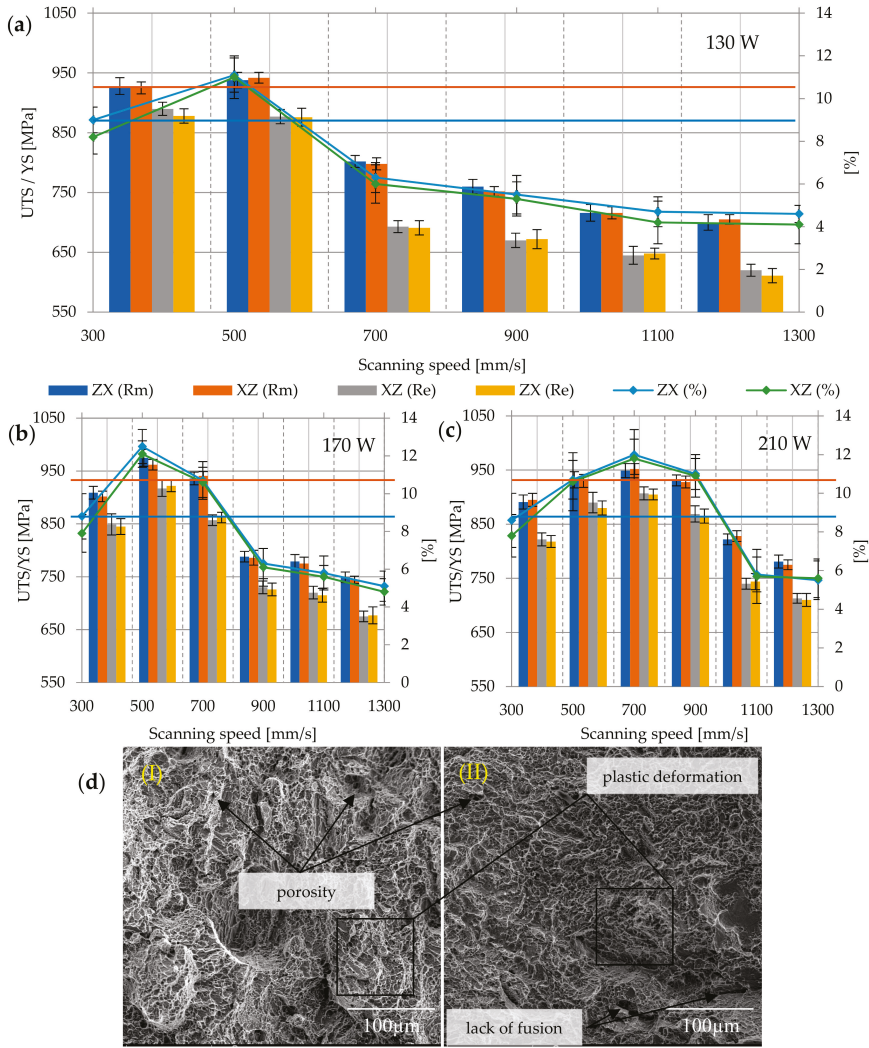 (a)
130 W
1050
950
850
750
650
550
UTS / YS [MPa]
14
12
10
8
6
4
2
0
[%]
300 500 700 900 1100 1300
Scanning speed [mm/s]
ZX (Rm) XZ (Rm) XZ (Re) ZX (Re) ZX (%) XZ (%)
(b)
170 W
1050
950
850
750
650
550
UTS/YS [MPa]
14
12
10
8
6
4
2
0
[%]
300 500 700 900 1100 1300
Scanning speed [mm/s]
(c)
210 W
1050
950
850
750
650
550
UTS/YS [MPa]
14
12
10
8
6
4
2
0
[%]
300 500 700 900 1100 1300
Scanning speed [mm/s]
(d)
(I)
(II)
plastic deformation
porosity
100µm
lack of fusion
100µm